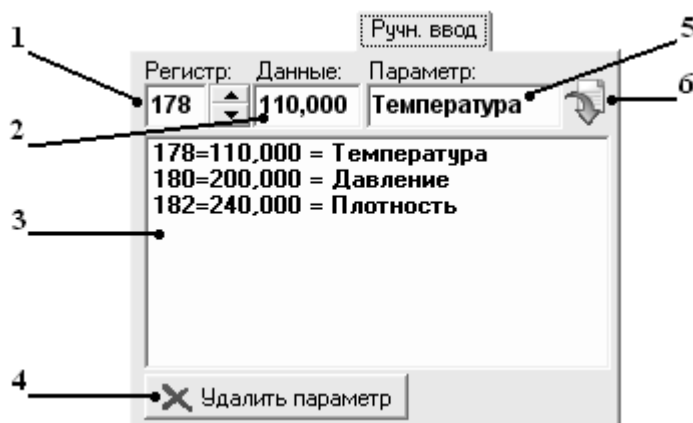 Ручн. ввод
1
5
Регистр: Данные: Параметр:
178 110,000 Температура
6
2
178=110,000 = Температура
180=200,000 = Давление
182=240,000 = Плотность
3
4
Удалить параметр